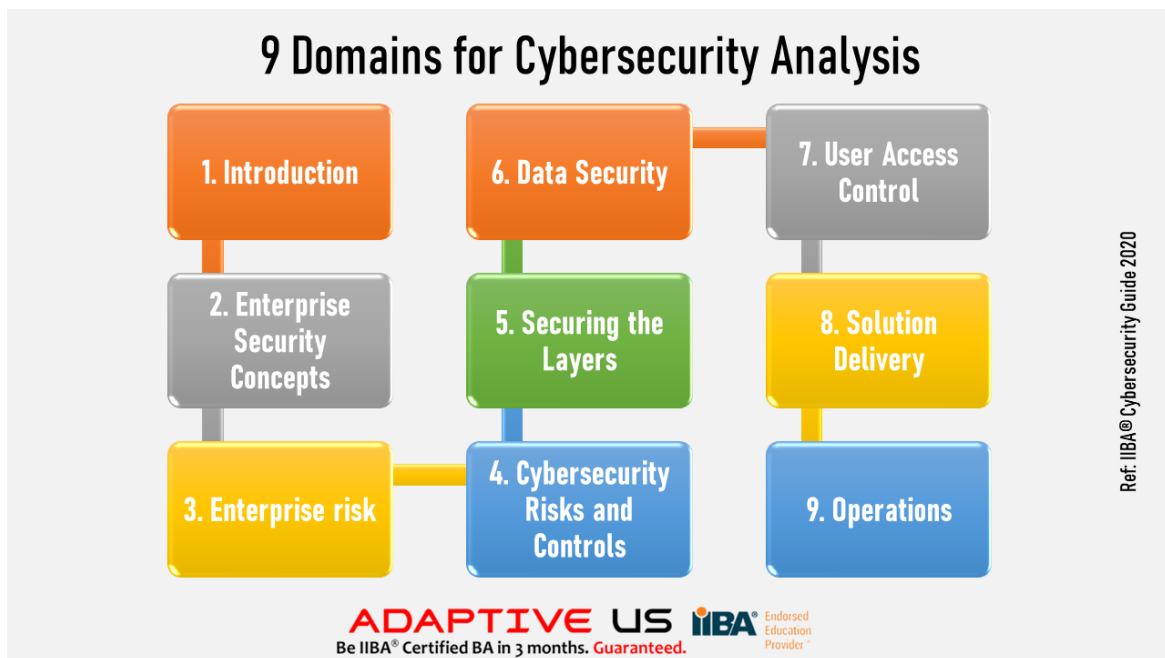 9 Domains for Cybersecurity Analysis
1. Introduction
2. Enterprise
Security
Concepts
3. Enterprise risk
4. Cybersecurity
Risks and
Controls
5. Securing the
Layers
6. Data Security
7. User Access
Control
8. Solution
Delivery
9. Operations
Ref. IIBA® Cybersecurity Guide 2020
ADAPTIVE US
Be IIBA® Certified BA in 3 months. Guaranteed.
iiBA®
Endorsed
Education
Provider™